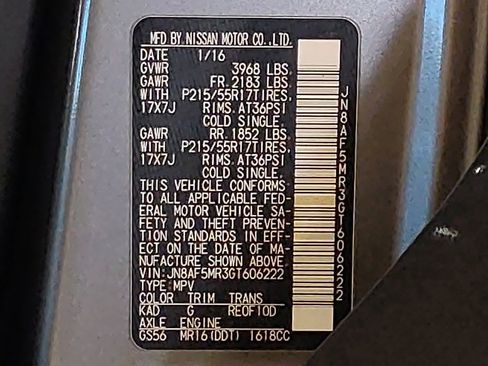 MFD BY NISSAN MOTOR CO.,LTD.
DATE 1/16
GVWR 3968 LBS.
GAWR FR. 2183 LBS.
WITH P215/55R17TIRES,
17X7J RIMS. AT36PSI
COLD SINGLE.
GAWR RR. 1852 LBS.
WITH P215/55R17TIRES,
17X7J RIMS. AT36PSI
COLD SINGLE.
THIS VEHICLE CONFORMS
TO ALL APPLICABLE FED-
ERAL MOTOR VEHICLE SA-
FETY AND THEFT PREVEN-
TION STANDARDS IN EFF-
ECT ON THE DATE OF MA-
NUFACTURE SHOWN ABOVE.
VIN: JN8AF5MR3GT606222
TYPE: MPV
COLOR TRIM TRANS
KAD G RE0F10D
AXLE ENGINE
GS56 MR16(DDT) 1618CC
JN8AF5MR3GT606222